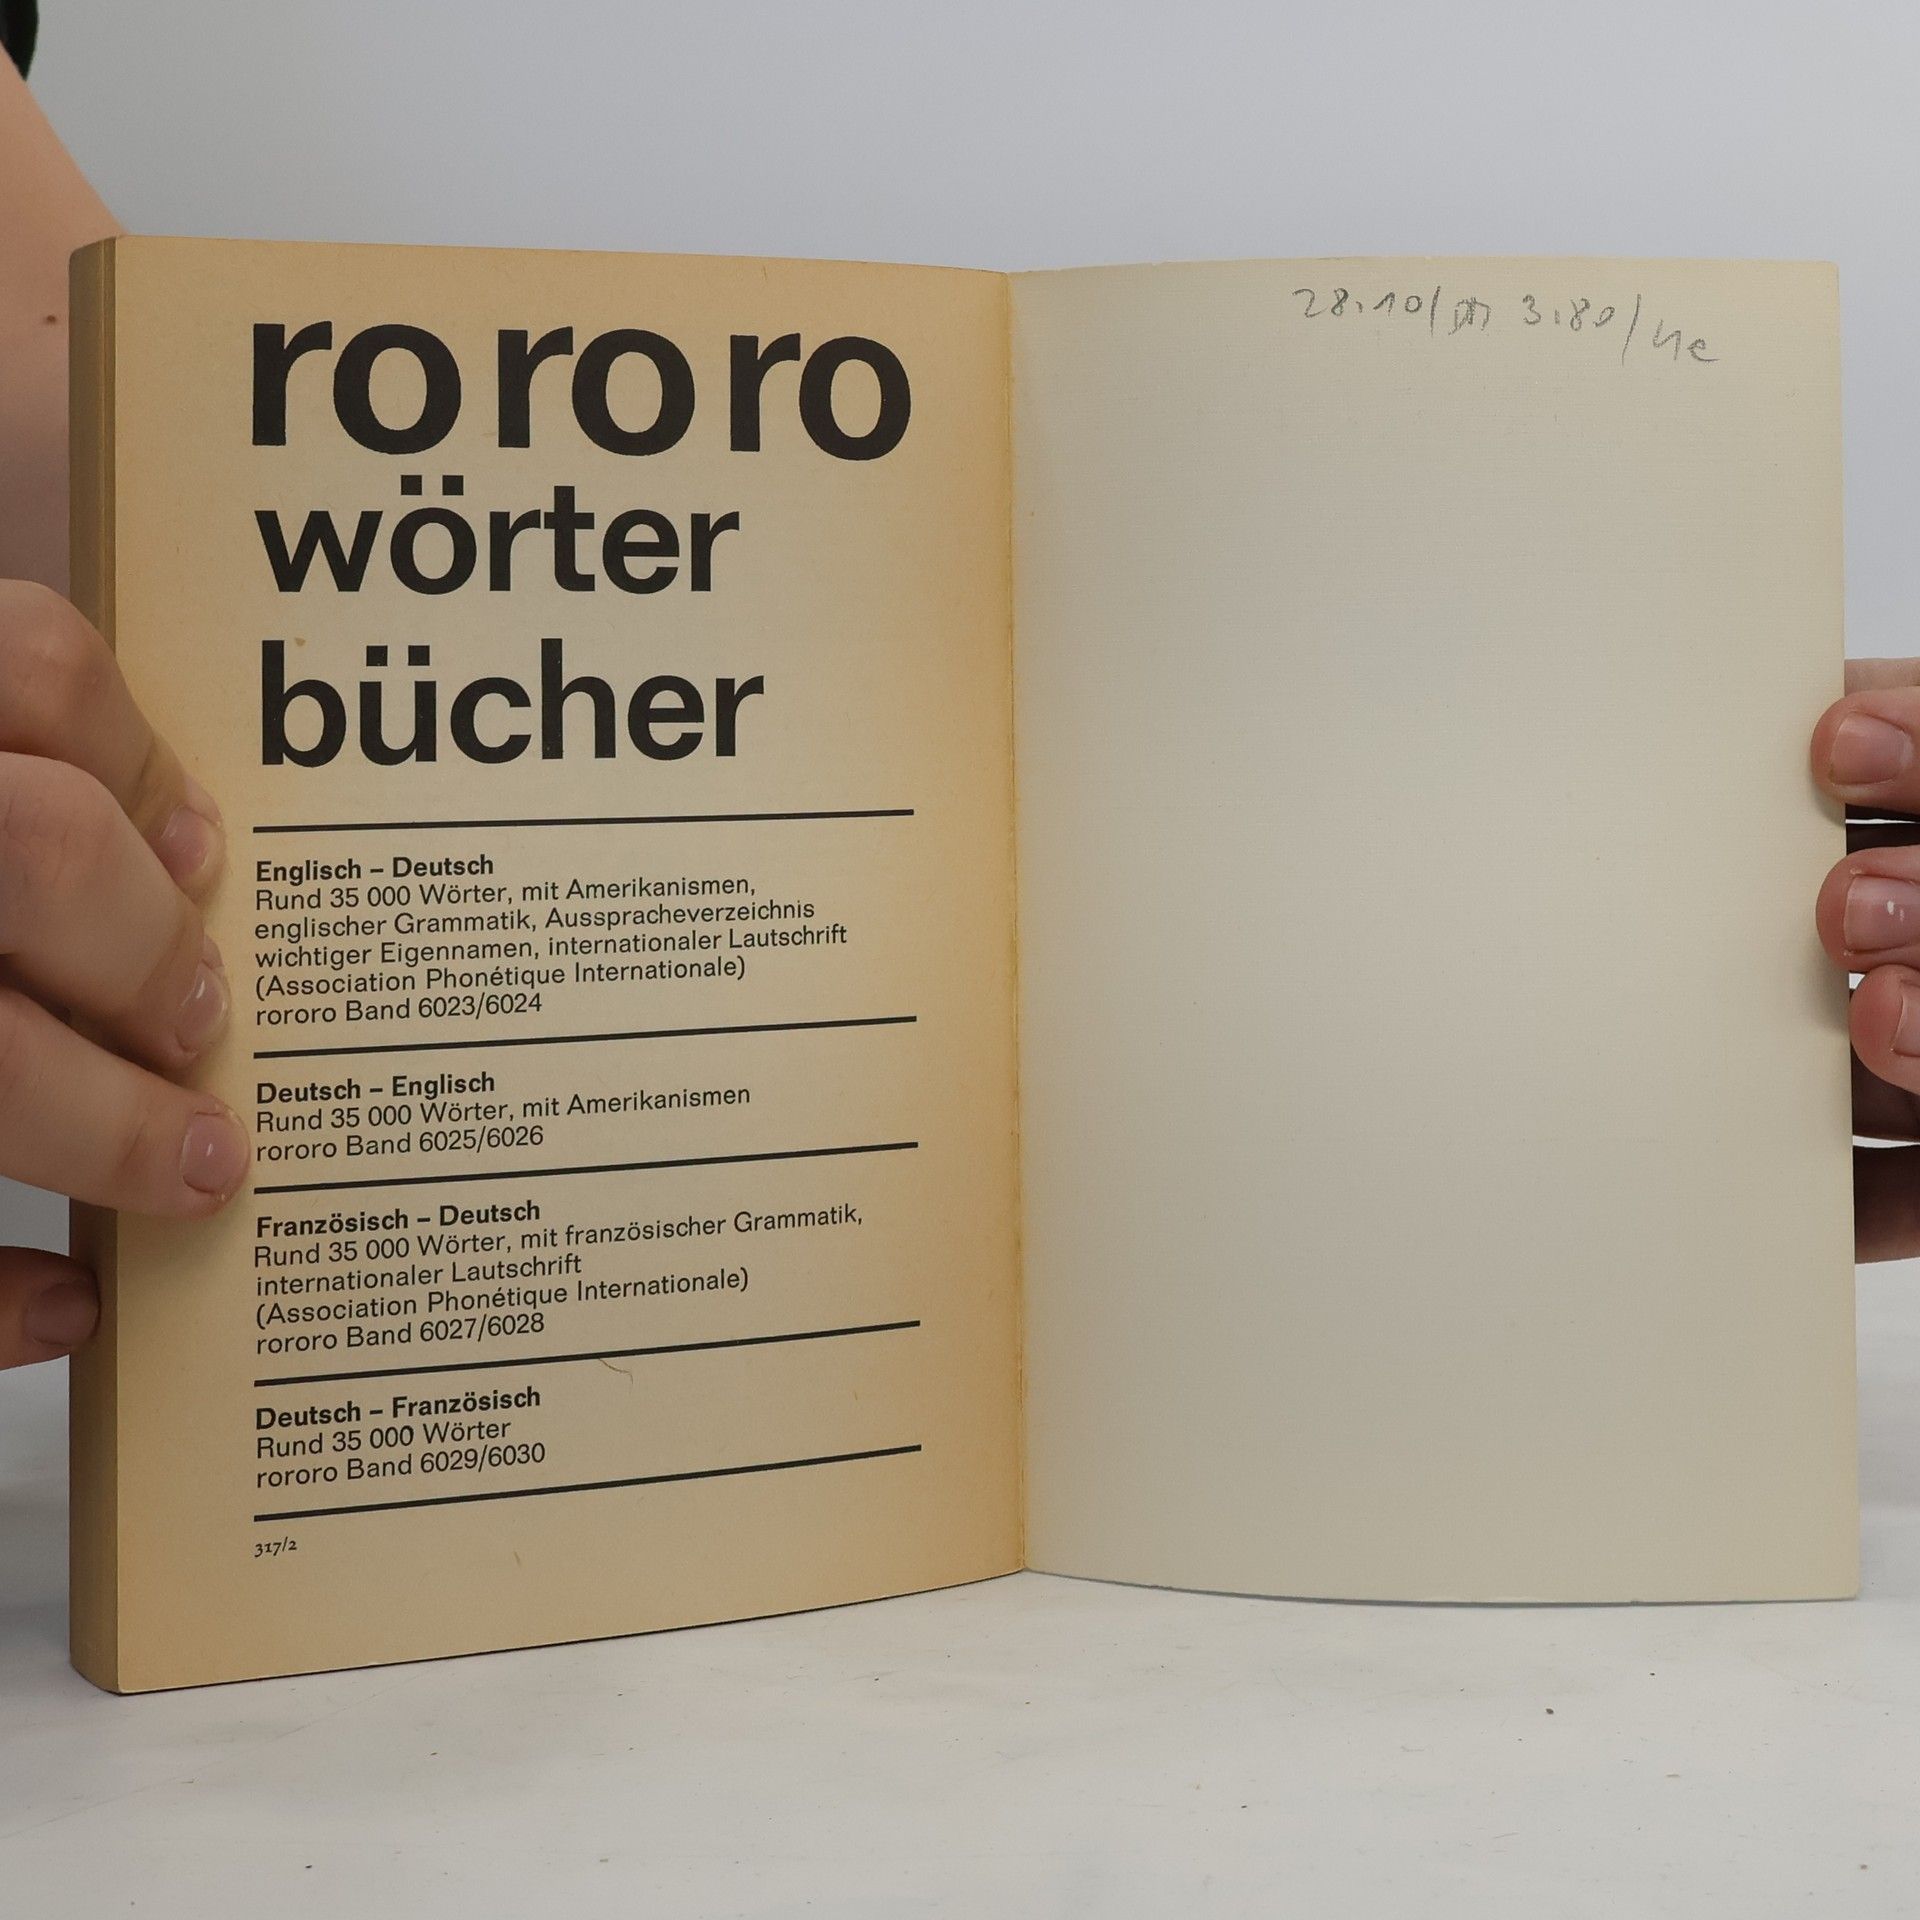 rororo
wörter
bücher
Englisch – Deutsch
Rund 35 000 Wörter, mit Amerikanismen,
englischer Grammatik, Ausspracheverzeichnis
wichtiger Eigennamen, internationaler Lautschrift
(Association Phonétique Internationale)
rororo Band 6023/6024
Deutsch – Englisch
Rund 35 000 Wörter, mit Amerikanismen
rororo Band 6025/6026
Französisch – Deutsch
Rund 35 000 Wörter, mit französischer Grammatik,
internationaler Lautschrift
(Association Phonétique Internationale)
rororo Band 6027/6028
Deutsch – Französisch
Rund 35 000 Wörter
rororo Band 6029/6030
317/2
28.10/ 3.80/